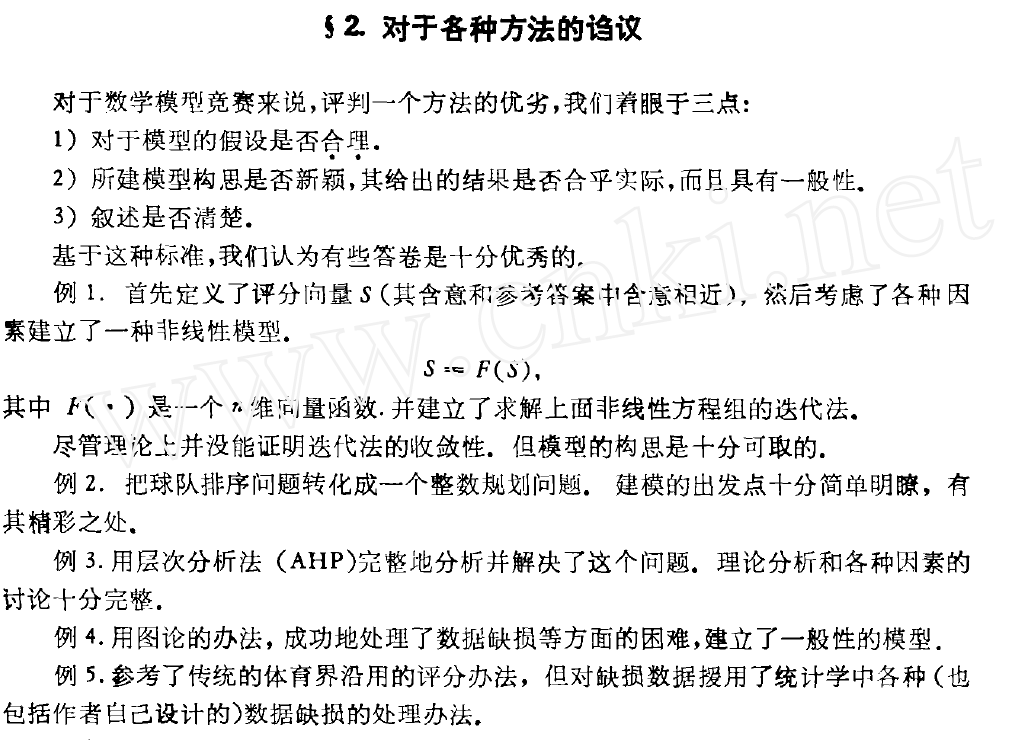 §2. 对于各种方法的诌议
对于数学模型竞赛来说,评判一个方法的优劣,我们着眼于三点:
1) 对于模型的假设是否合理.
2) 所建模型构思是否新颖,其给出的结果是否合乎实际,而且具有一般性.
3) 叙述是否清楚.
基于这种标准,我们认为有些答卷是十分优秀的.
例 1. 首先定义了评分向量 S (其含意和参考答案中含意相近), 然后考虑了各种因
素建立了一种非线性模型.
S = F(S),
其中 F(·) 是一个 n 维向量函数.并建立了求解上面非线性方程组的迭代法.
尽管理论上并没能证明迭代法的收敛性. 但模型的构思是十分可取的.
例 2. 把球队排序问题转化成一个整数规划问题. 建模的出发点十分简单明瞭, 有
其精彩之处.
例 3.用层次分析法 (AHP)完整地分析并解决了这个问题. 理论分析和各种因素的
讨论十分完整.
例 4.用图论的办法, 成功地处理了数据缺损等方面的困难,建立了一般性的模型.
例 5.参考了传统的体育界沿用的评分办法, 但对缺损数据援用了统计学中各种 (也
包括作者自己设计的)数据缺损的处理办法.
www.cnki.net